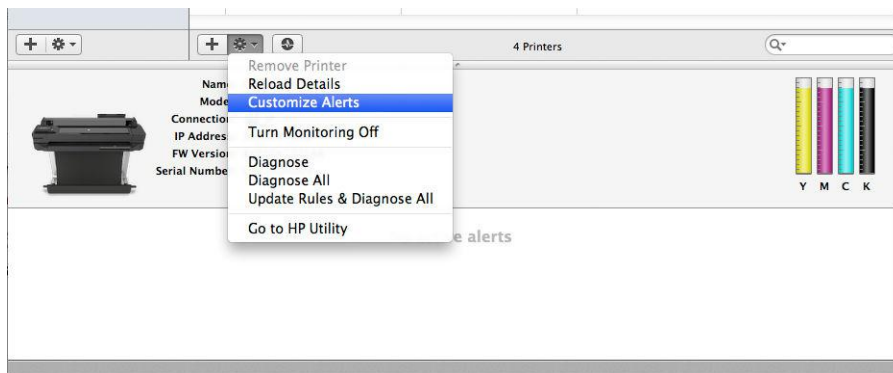 4 Printers
Remove Printer
Reload Details
Customize Alerts
Turn Monitoring Off
Diagnose
Diagnose All
Update Rules & Diagnose All
Go to HP Utility
Nam
Mode
Connection
IP Addres
FW Versio
Serial Numbe
Y M C K
alerts